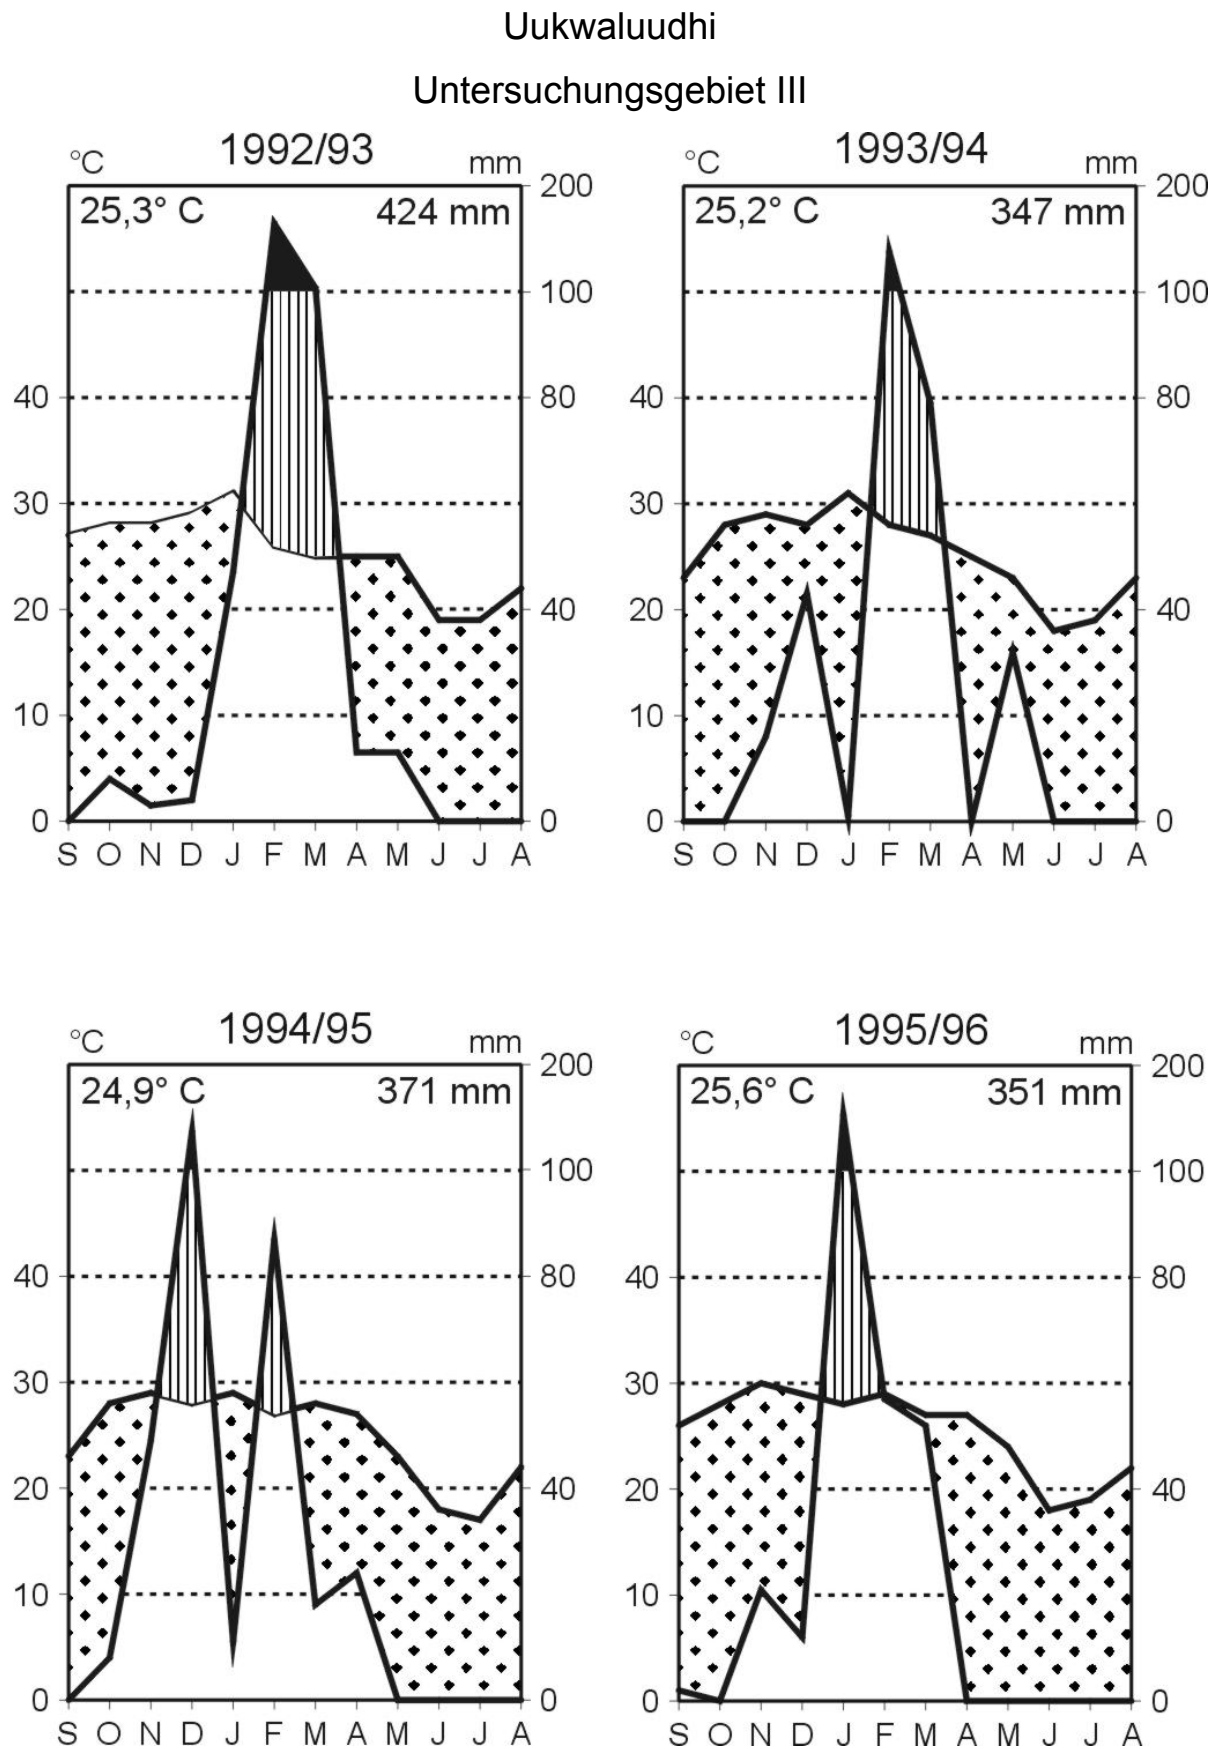 Uukwaluudhi
Untersuchungsgebiet III
°C 1992/93 mm
25,3° C 424 mm
200
100
40 80
30
20 40
10
0 0
S O N D J F M A M J J A
°C 1993/94 mm
25,2° C 347 mm
200
100
40 80
30
20 40
10
0 0
S O N D J F M A M J J A
°C 1994/95 mm
24,9° C 371 mm
200
100
40 80
30
20 40
10
0 0
S O N D J F M A M J J A
°C 1995/96 mm
25,6° C 351 mm
200
100
40 80
30
20 40
10
0 0
S O N D J F M A M J J A